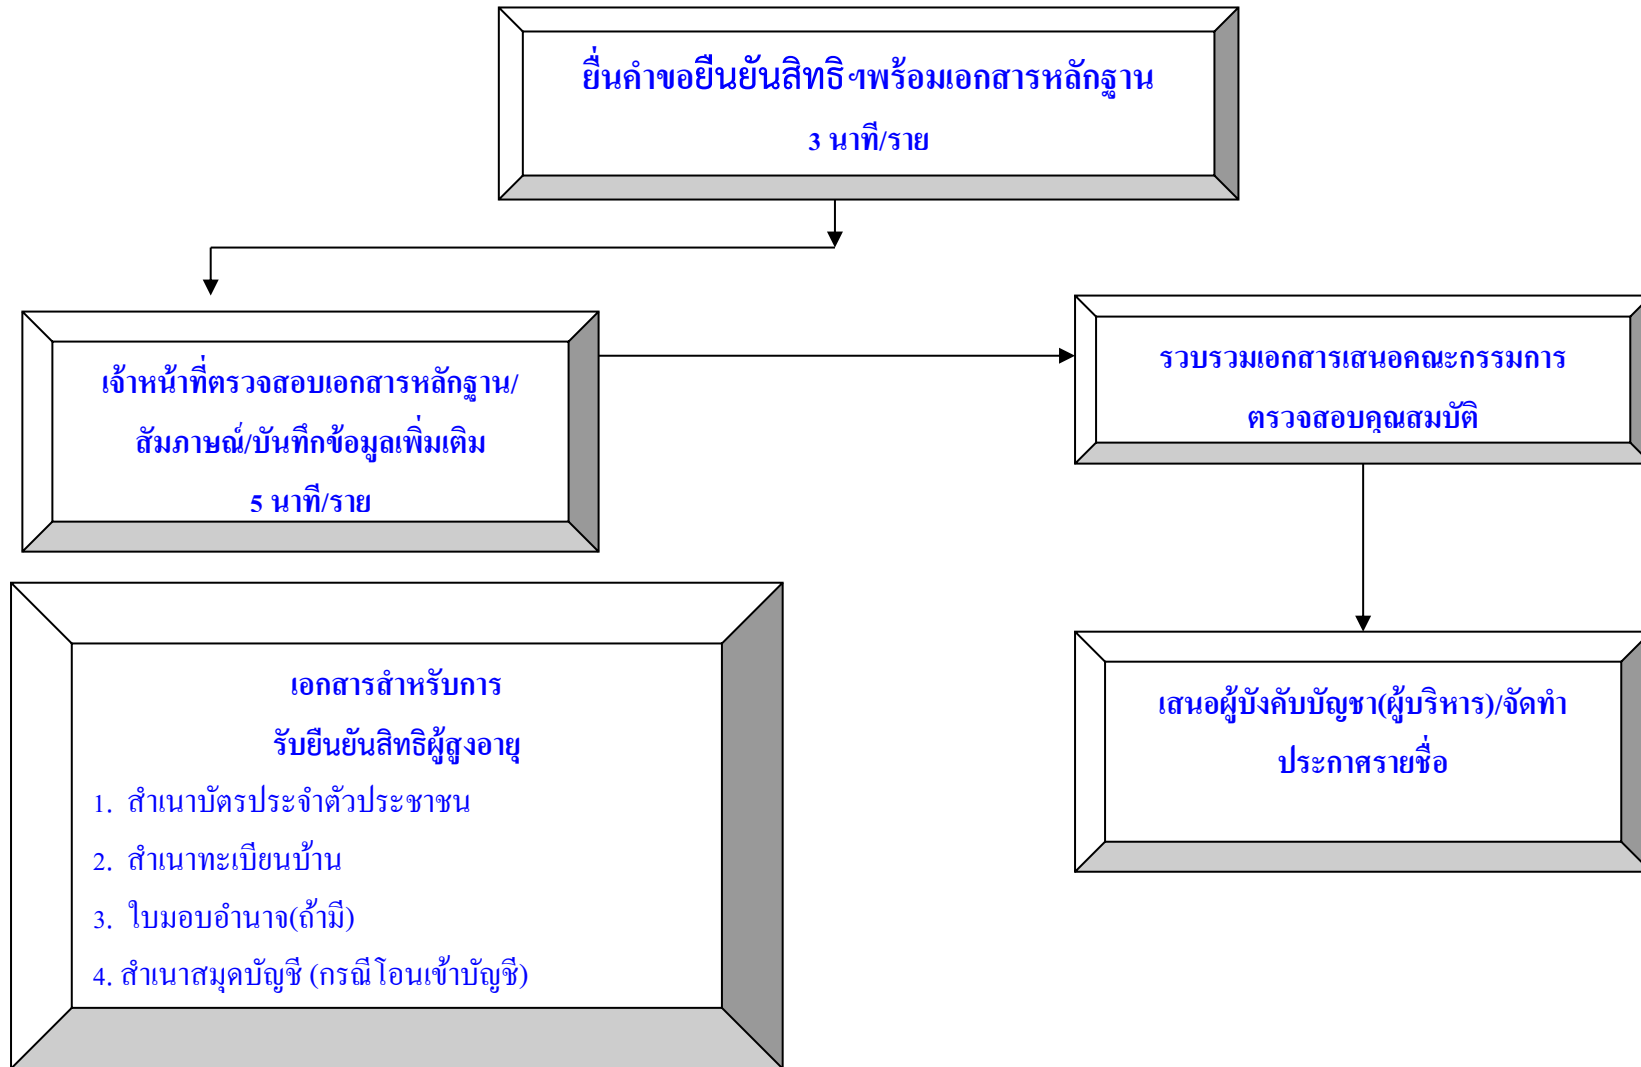 ยื่นคำขอยืนยันสิทธิฯพร้อมเอกสารหลักฐาน
3 นาที/ราย
เจ้าหน้าที่ตรวจสอบเอกสารหลักฐาน/
สัมภาษณ์/บันทึกข้อมูลเพิ่มเติม
5 นาที/ราย
รวบรวมเอกสารเสนอคณะกรรมการ
ตรวจสอบคุณสมบัติ
เอกสารสำหรับการ
รับยืนยันสิทธิผู้สูงอายุ
1. สำเนาบัตรประจำตัวประชาชน
2. สำเนาทะเบียนบ้าน
3. ใบมอบอำนาจ(ถ้ามี)
4. สำเนาสมุดบัญชี (กรณีโอนเข้าบัญชี)
เสนอผู้บังคับบัญชา(ผู้บริหาร)/จัดทำ
ประกาศรายชื่อ